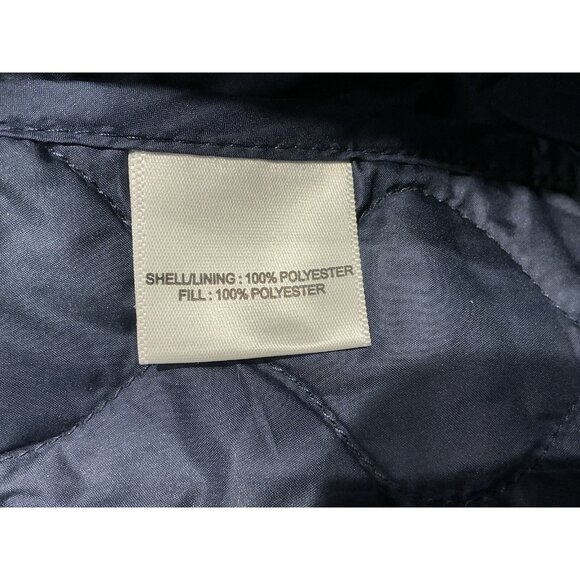 SHELL/LINING : 100% POLYESTER
FILL : 100% POLYESTER